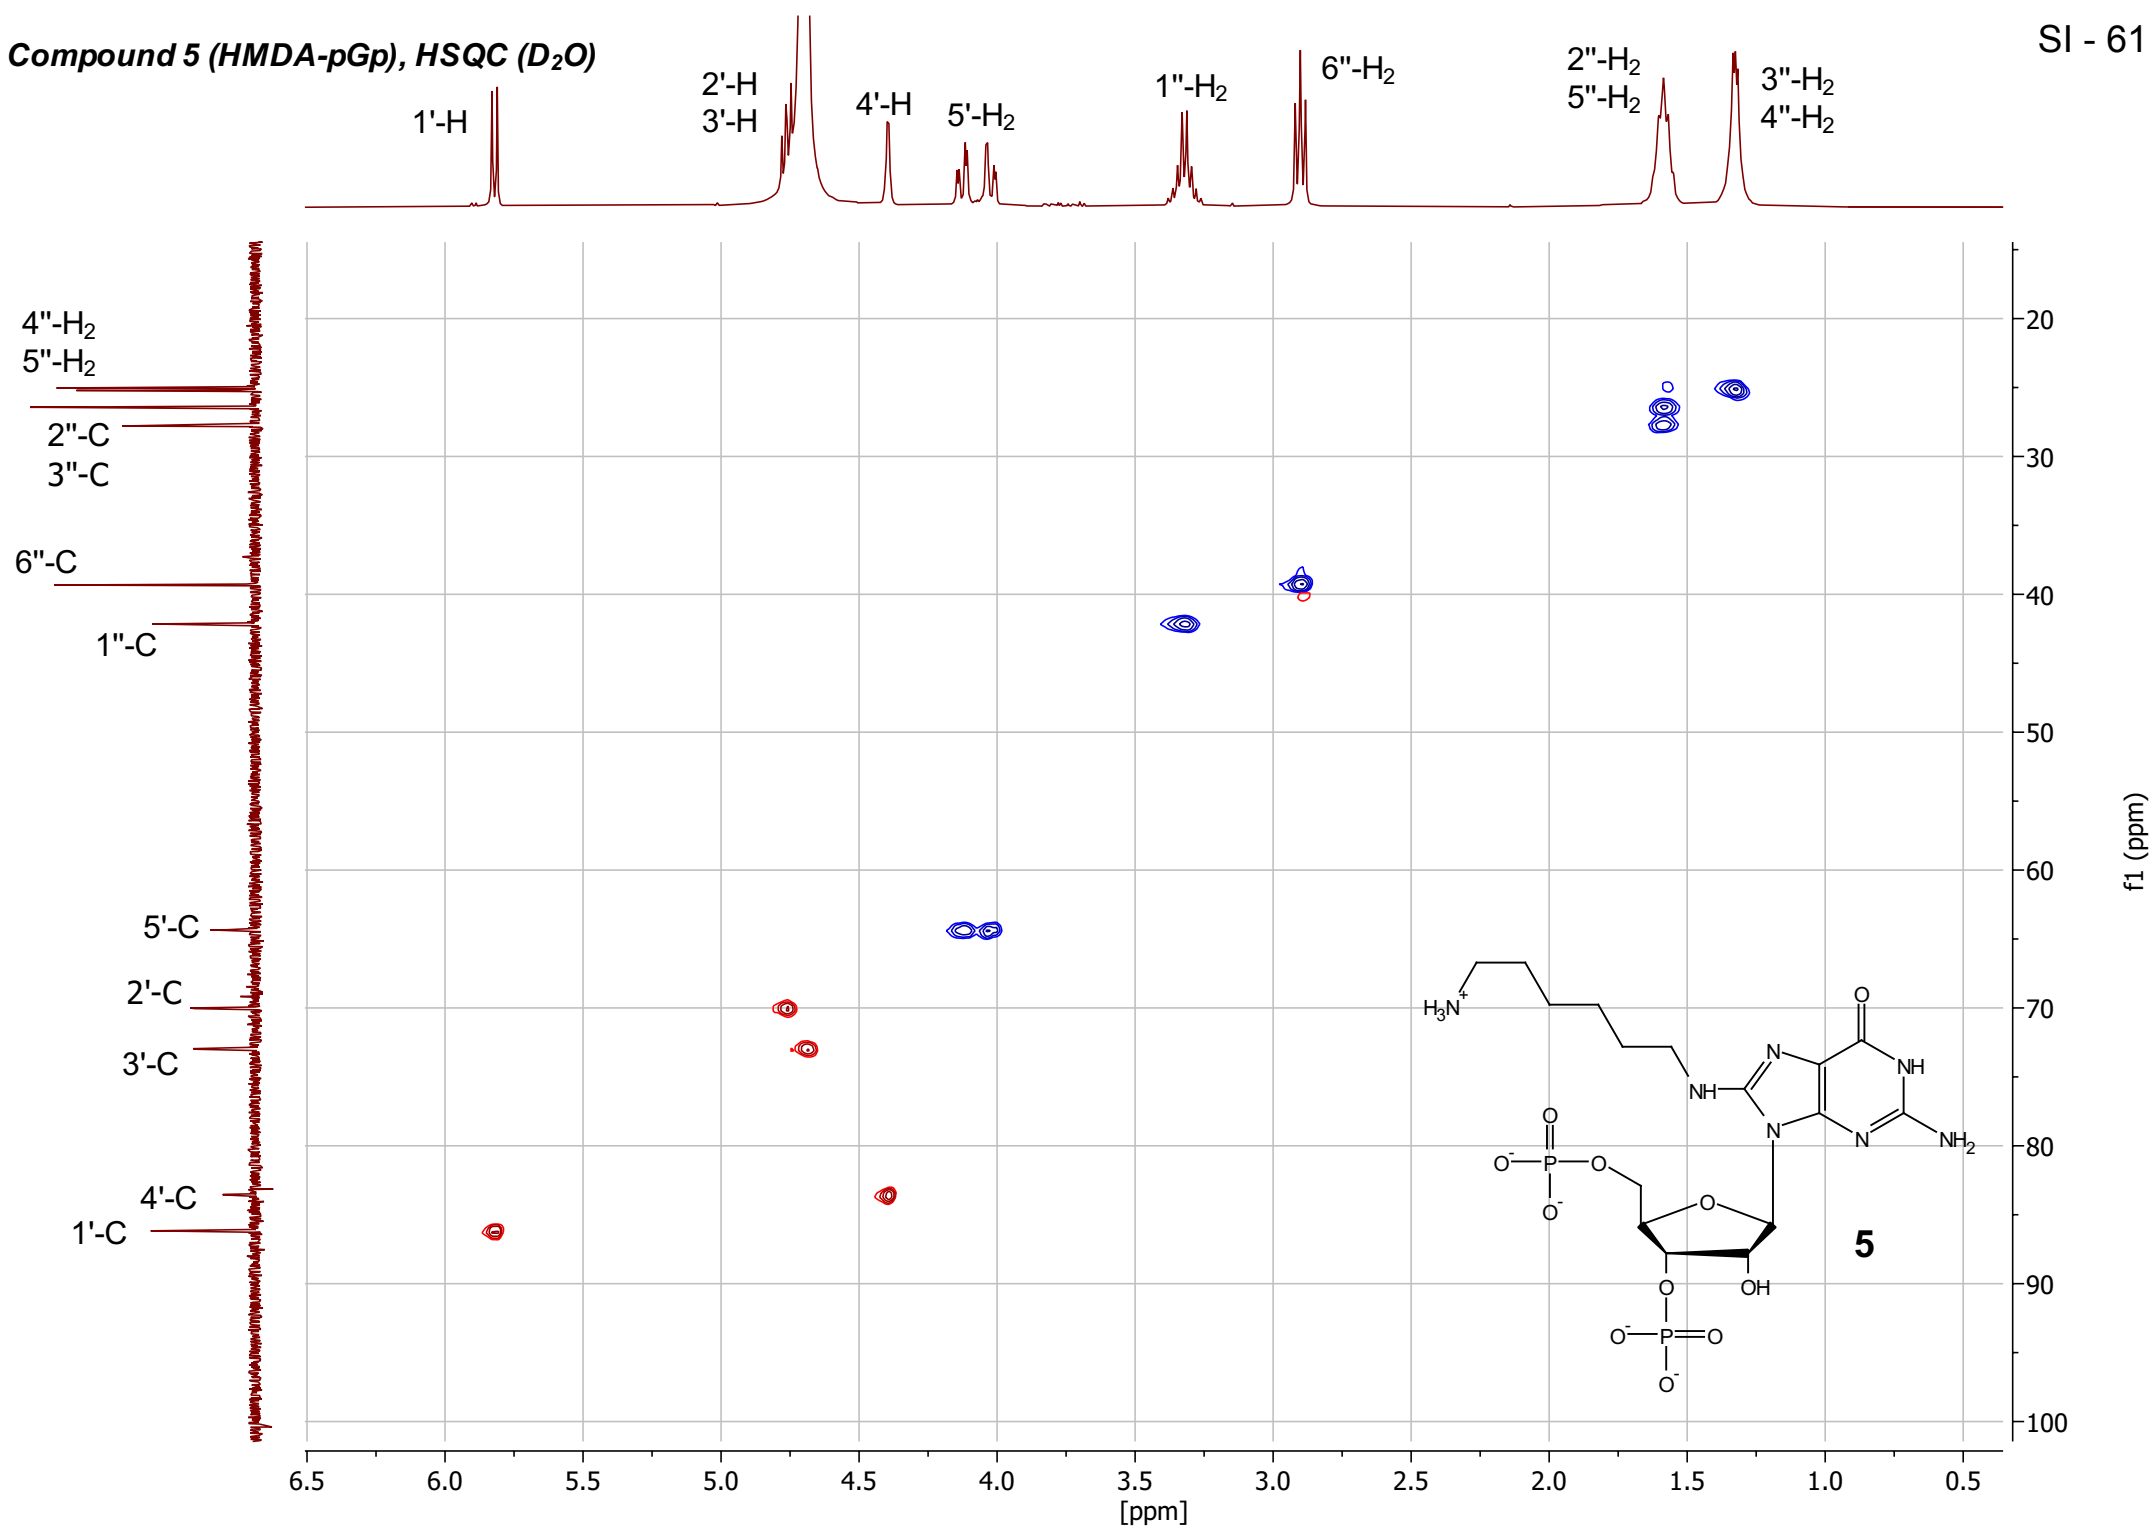 Compound 5 (HMDA-pGp), HSQC (D₂O)
SI - 61
1'-H
2'-H
3'-H
4'-H
5'-H₂
1"-H₂
6"-H₂
2"-H₂
5"-H₂
3"-H₂
4"-H₂
4"-H₂
5"-H₂
2"-C
3"-C
6"-C
1"-C
5'-C
2'-C
3'-C
4'-C
1'-C
20
30
40
50
60
70
80
90
100
f1 (ppm)
H₃N⁺
O
N
NH
NH
N
N
NH₂
O
O⁻
P
O
O⁻
O
5
O
OH
O⁻
P
O
O⁻
6.5 6.0 5.5 5.0 4.5 4.0 3.5 3.0 2.5 2.0 1.5 1.0 0.5
[ppm]